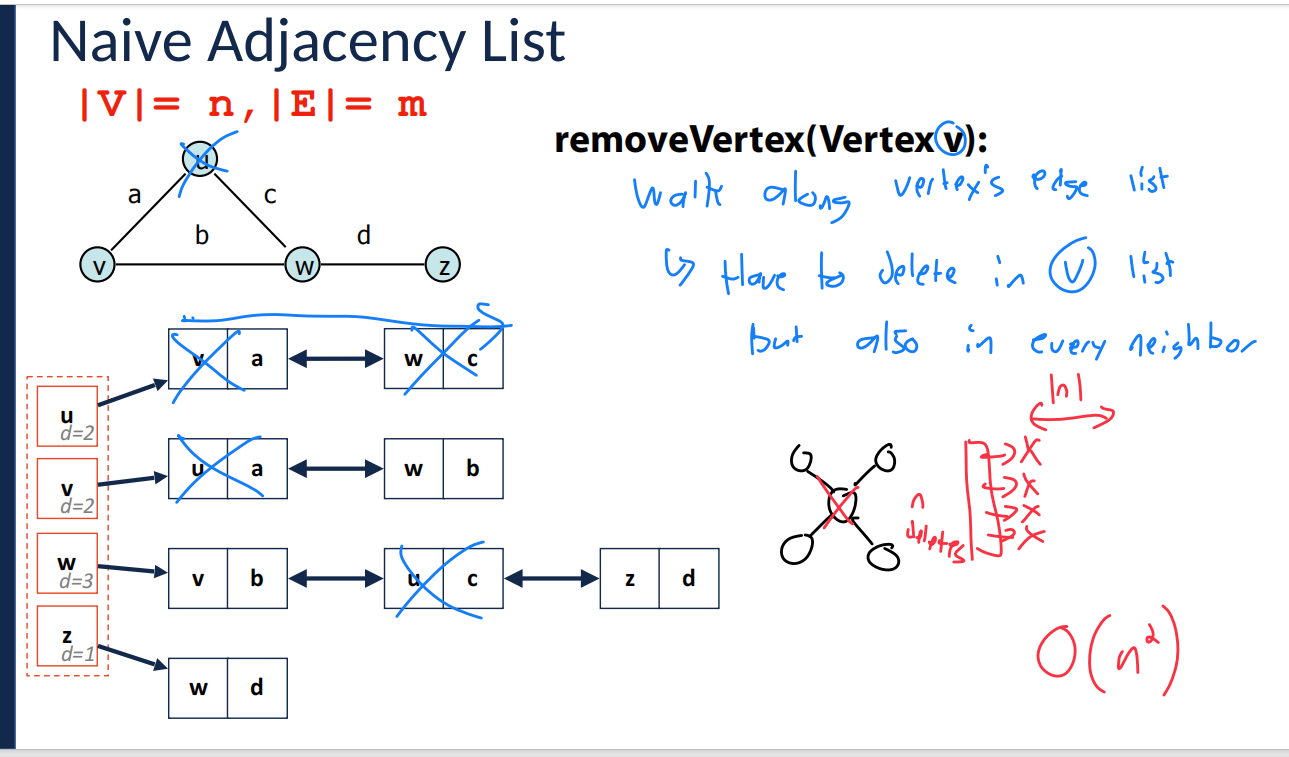 Naive Adjacency List
|V|= n,|E|= m
removeVertex(Vertex v):
walk along vertex's edge list
↳ Have to delete in v list
but also in every neighbor
u
a
c
b
d
v
w
z
v a w c
u
d=2
u a w b
v
d=2
v b u c z d
w
d=3
w d
z
d=1
|n|
n
deletes
x
x
x
x
O(n²)